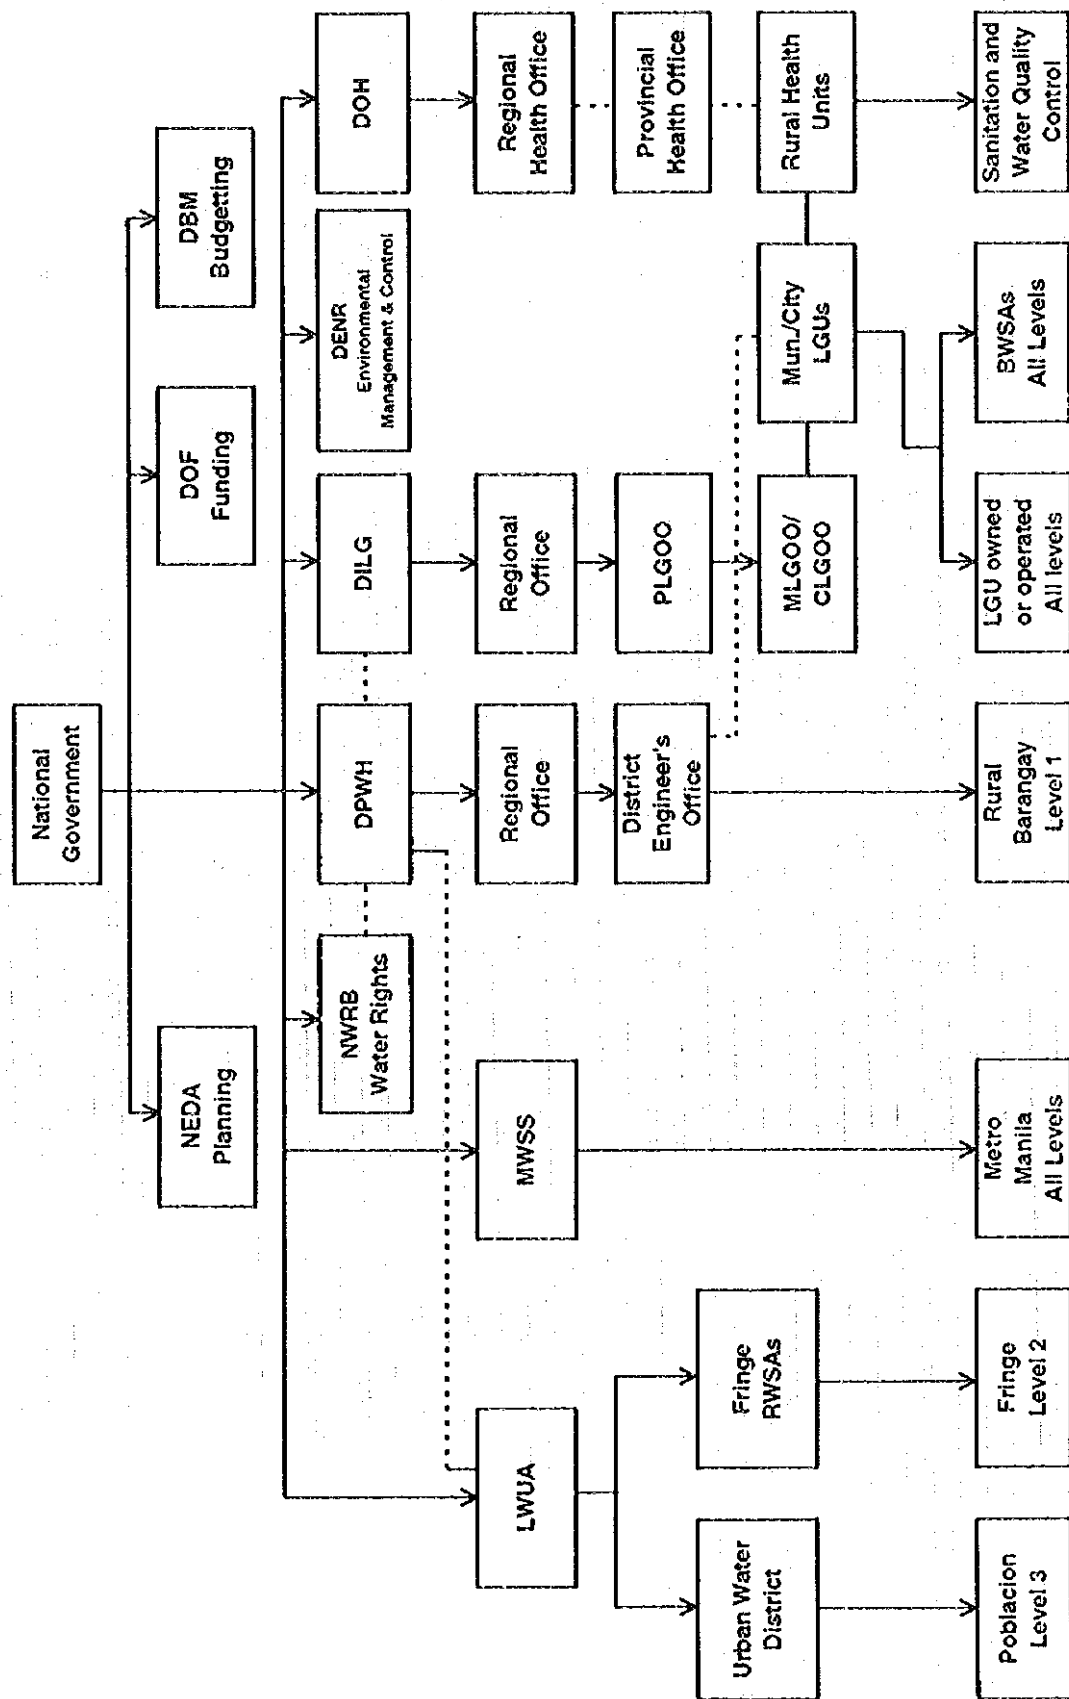 National
Government
NEDA
Planning
DOF
Funding
DBM
Budgetting
NWRB
Water Rights
DPWH
DILG
DENR
Environmental
Management & Control
DOH
LWUA
MWSS
Regional
Office
Regional
Office
Regional
Health Office
District
Engineer's
Office
PLGOO
Provincial
Health Office
Urban Water
District
Fringe
RWSAs
MLGOO/
CLGOO
Mun./City
LGUs
Rural Health
Units
Poblacion
Level 3
Fringe
Level 2
Metro
Manila
All Levels
Rural
Barangay
Level 1
LGU owned
or operated
All levels
BWSAs
All Levels
Sanitation and
Water Quality
Control